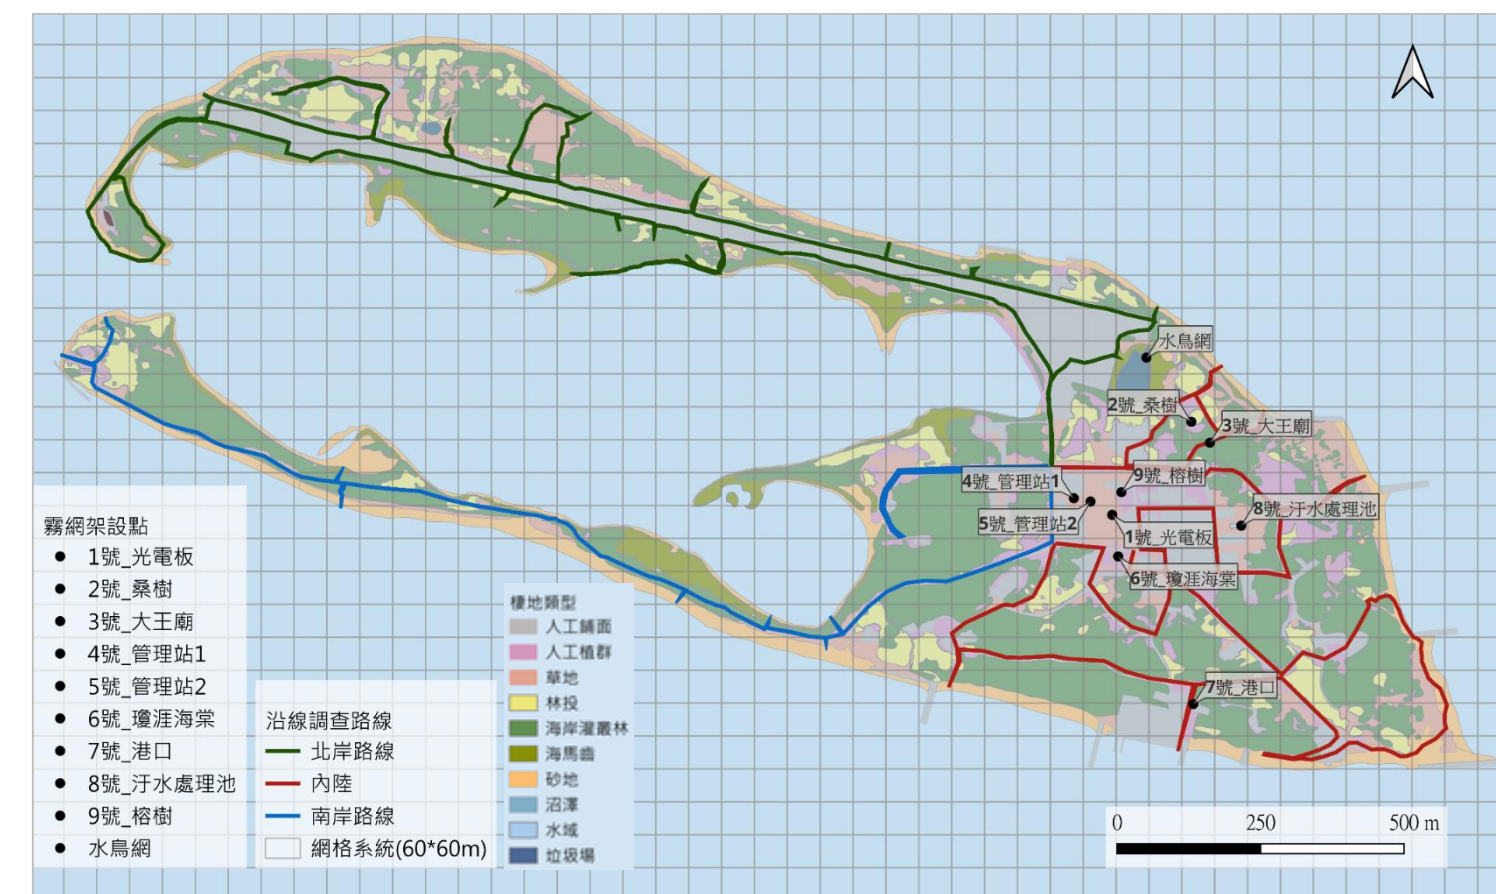 水鳥網
2號_桑樹
3號_大王廟
4號_管理站1
9號_榕樹
5號_管理站2
8號_汙水處理池
1號_光電板
6號_瓊涯海棠
7號_港口
霧網架設點
1號_光電板
2號_桑樹
3號_大王廟
4號_管理站1
5號_管理站2
6號_瓊涯海棠
7號_港口
8號_汙水處理池
9號_榕樹
水鳥網
沿線調查路線
北岸路線
內陸
南岸路線
網格系統(60*60m)
棲地類型
人工鋪面
人工植群
草地
林投
海岸灌叢林
海馬齒
砂地
沼澤
水域
垃圾場
0 250 500 m